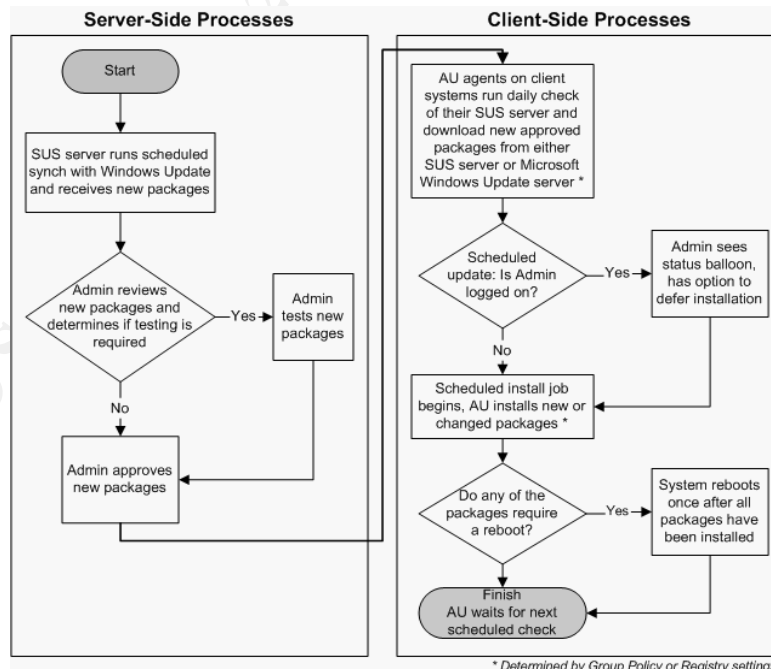 Server-Side Processes
Start
SUS server runs scheduled
synch with Windows Update
and receives new packages
Admin reviews
new packages and
determines if testing is
required
Yes
Admin
tests new
packages
No
Admin approves
new packages
Client-Side Processes
AU agents on client
systems run daily check
of their SUS server and
download new approved
packages from either
SUS server or Microsoft
Windows Update server *
Scheduled
update: Is Admin
logged on?
Yes
Admin sees
status balloon,
has option to
defer installation
No
Scheduled install job
begins, AU installs new or
changed packages *
Do any of the
packages require
a reboot?
Yes
System reboots
once after all
packages have
been installed
Finish
AU waits for next
scheduled check
* Determined by Group Policy or Registry setting